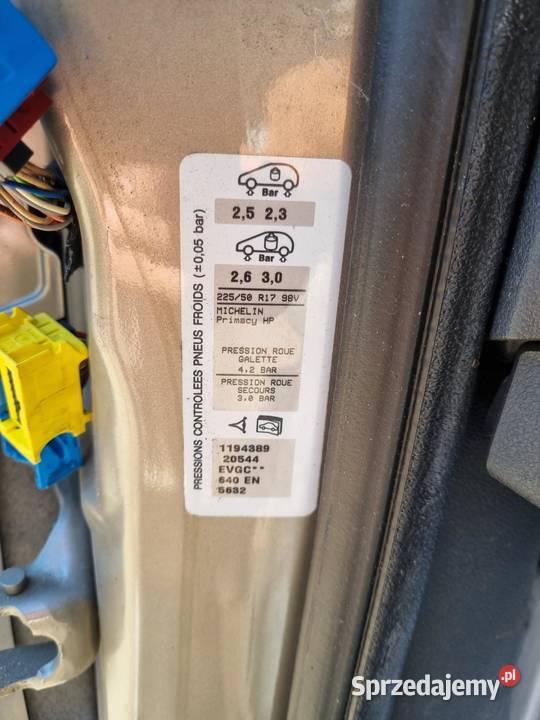 PRESSIONS CONTROLEES PNEUS FROIDS (±0,05 bar)
Bar
2,5 2,3
Bar
2,6 3,0
225/50 R17 98V
MICHELIN
Primacy HP
PRESSION ROUE
GALETTE
4.2 BAR
PRESSION ROUE
SECOURS
3.0 BAR
1194389
20544
EVGC**
640 EN
5632
Sprzedajemy.pl